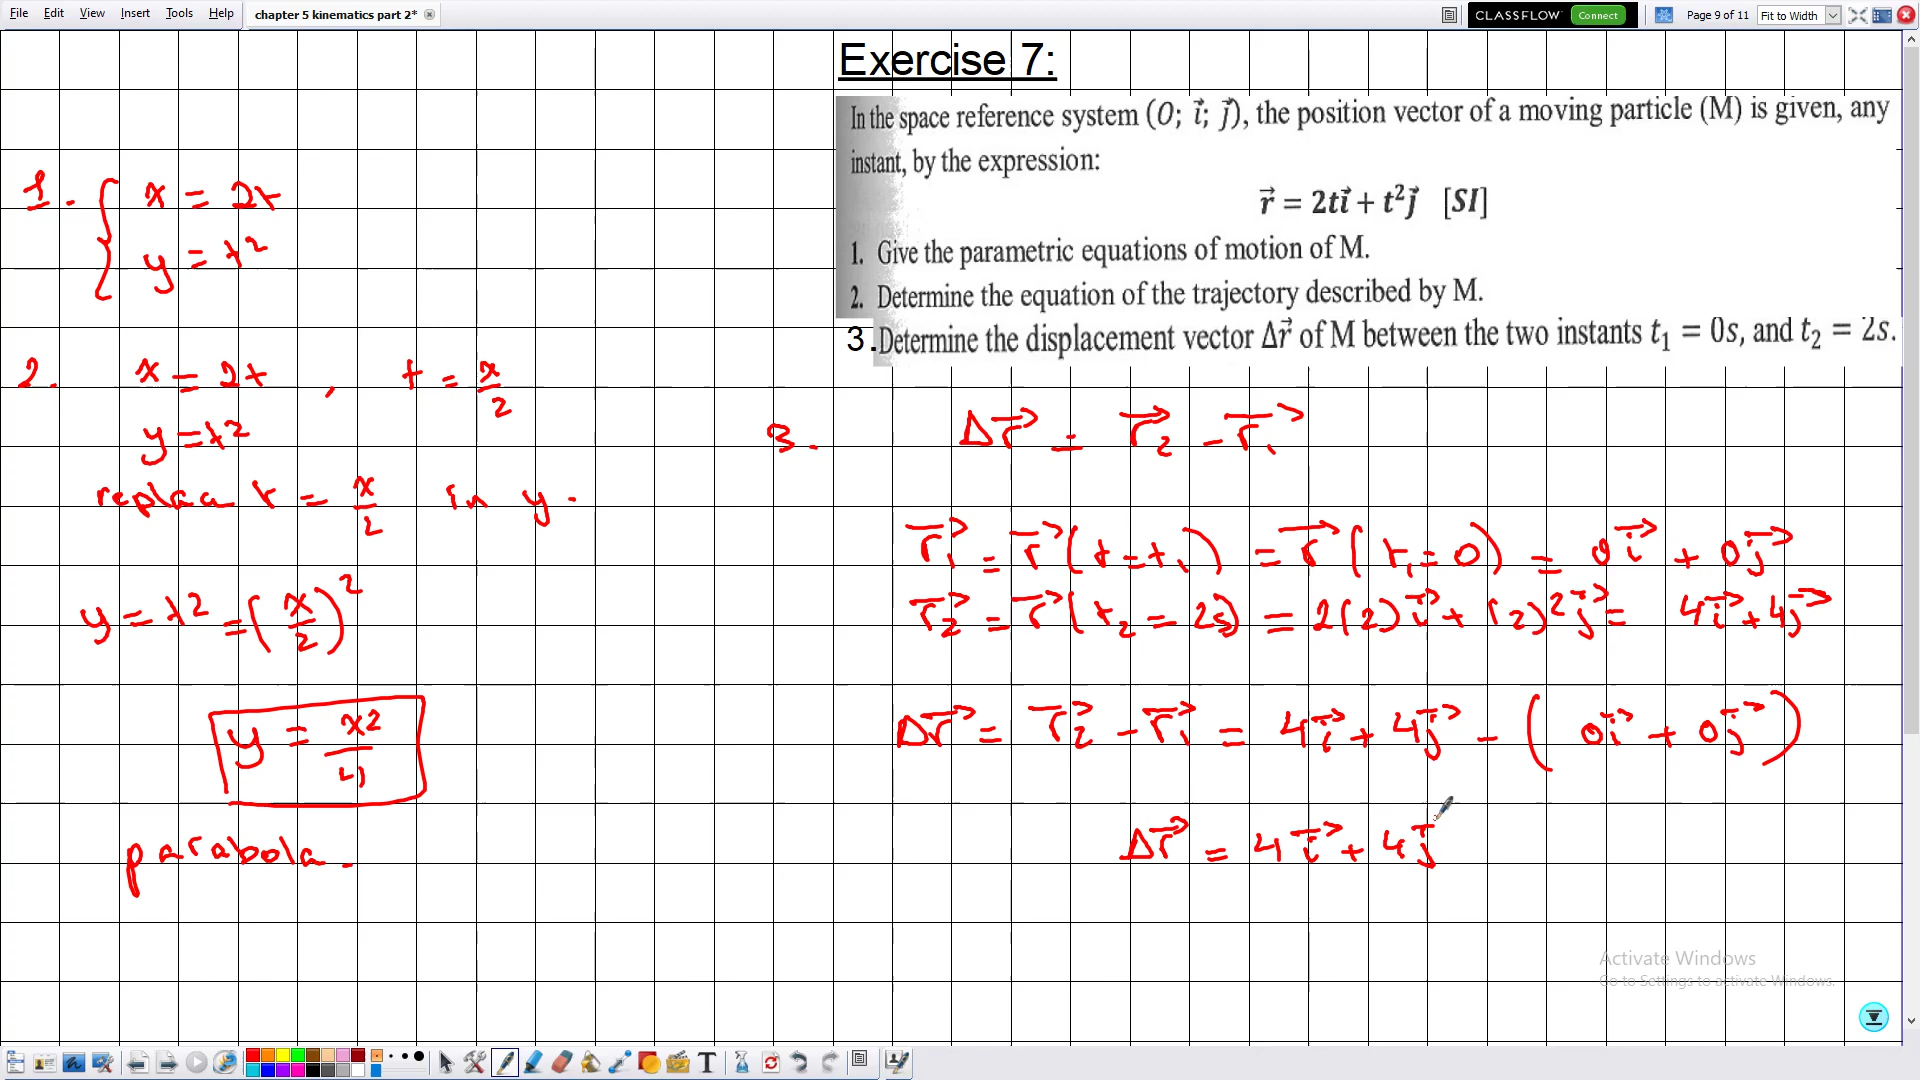 File Edit View Insert Tools Help chapter 5 kinematics part 2* CLASSFLOW Connect Page 9 of 11 Fit to Width
Exercise 7:
In the space reference system (O; i⃗; j⃗), the position vector of a moving particle (M) is given, any
instant, by the expression:
r⃗ = 2ti⃗ + t²j⃗ [SI]
1. Give the parametric equations of motion of M.
2. Determine the equation of the trajectory described by M.
3. Determine the displacement vector Δr⃗ of M between the two instants t₁ = 0s, and t₂ = 2s.
1. { x = 2t
y = t²
2. x = 2t , t = x/2
y = t²
replace t = x/2 in y.
y = t² = (x/2)²
y = x²/4
parabola.
3. Δr⃗ = r⃗₂ - r⃗₁
r⃗₁ = r⃗(t = t₁) = r⃗(t₁ = 0) = 0i⃗ + 0j⃗
r⃗₂ = r⃗(t₂ = 2s) = 2(2)i⃗ + (2)²j⃗ = 4i⃗ + 4j⃗
Δr⃗ = r⃗₂ - r⃗₁ = 4i⃗ + 4j⃗ - (0i⃗ + 0j⃗)
Δr⃗ = 4i⃗ + 4j
Activate Windows
Go to Settings to activate Windows.